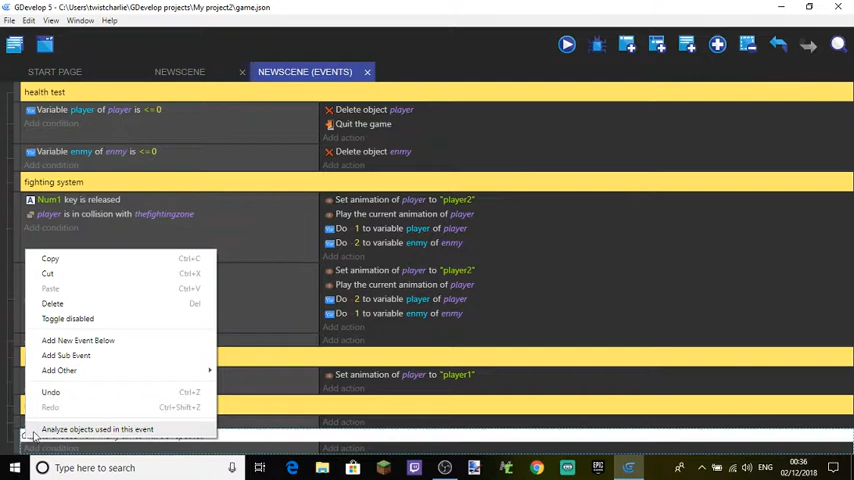 GDevelop 5 - C:\Users\twistcharlie\GDevelop projects\My project2\game.json
File Edit View Window Help
START PAGE NEWSCENE NEWSCENE (EVENTS)
health test
Variable player of player is <= 0 Delete object player
Add condition Quit the game
Add action
Variable enmy of enmy is <= 0 Delete object enmy
Add condition Add action
fighting system
Num1 key is released Set animation of player to "player2"
player is in collision with thefightingzone Play the current animation of player
Add condition Do -1 to variable player of player
Do -2 to variable enmy of enmy
Copy Ctrl+C
Cut Ctrl+X Set animation of player to "player2"
Paste Ctrl+V Play the current animation of player
Delete Del Do -2 to variable player of player
Toggle disabled Do -1 to variable enmy of enmy
Add action
Add New Event Below Add action
Add Sub Event
Add Other Set animation of player to "player1"
Add action
Undo Ctrl+Z
Redo Ctrl+Shift+Z
Add action
Analyze objects used in this event
Add condition Add action
Type here to search
ENG
00:36
02/12/2018